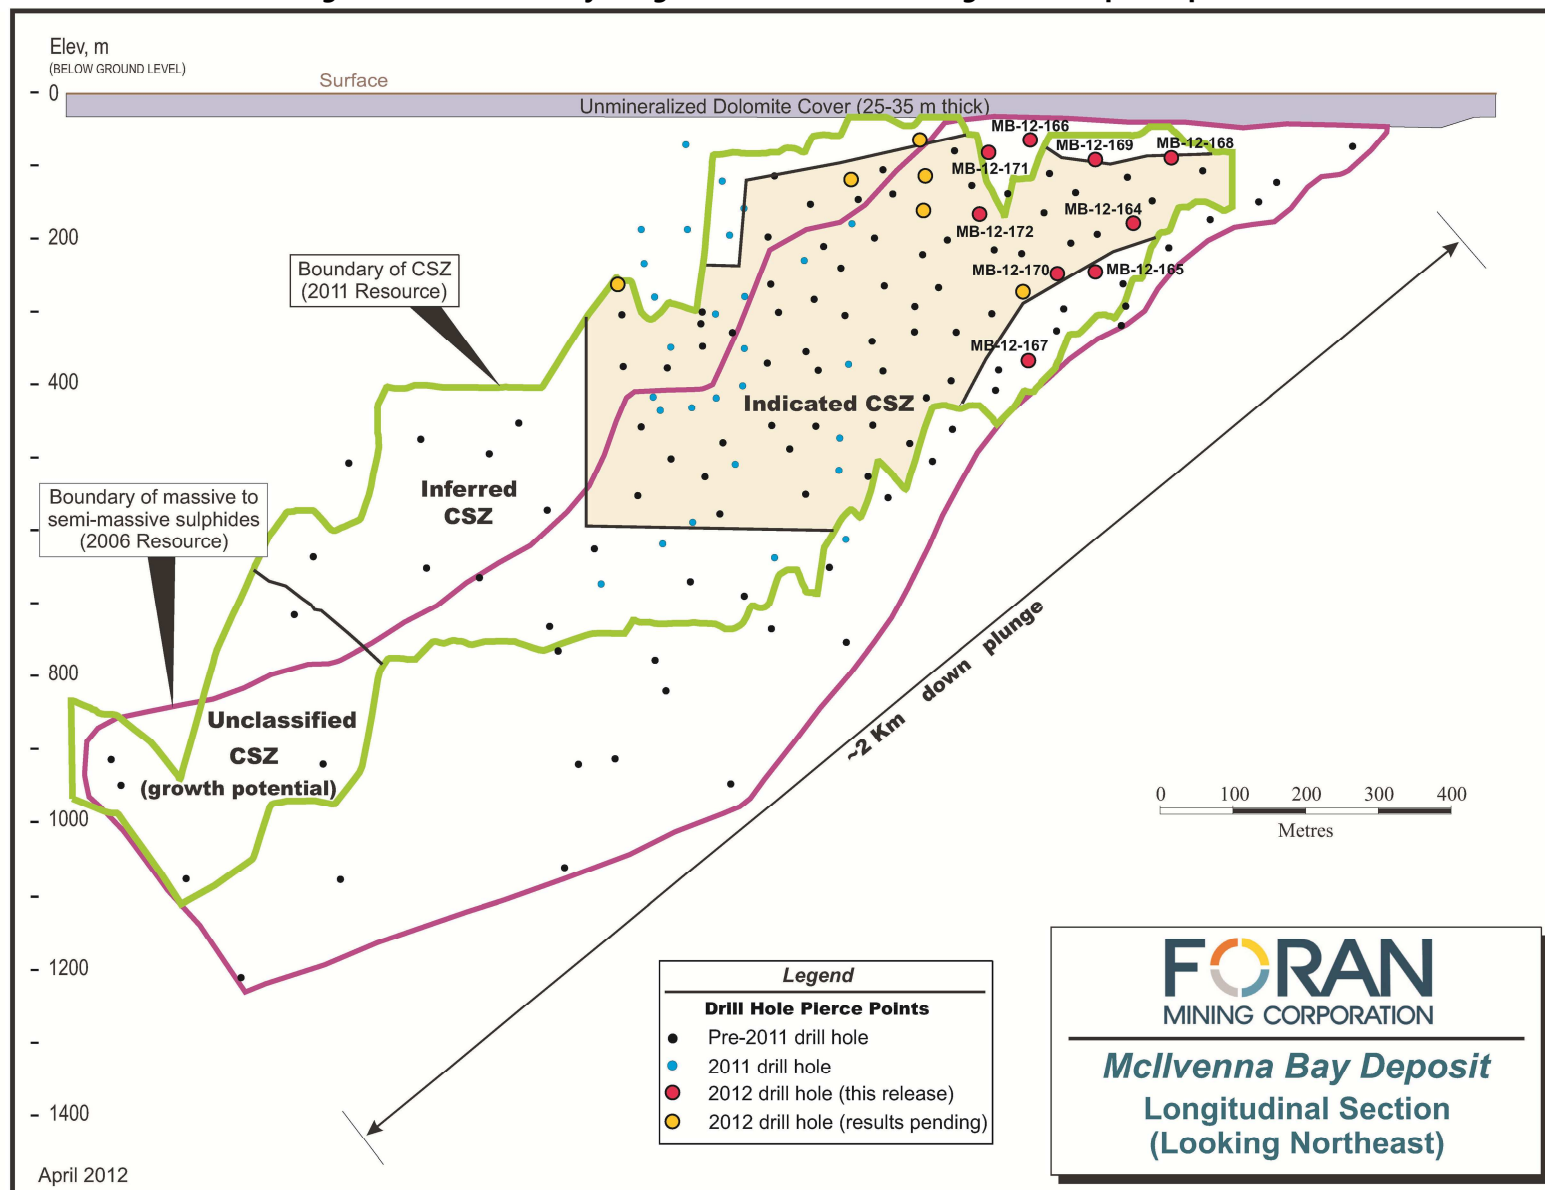 Elev, m
(BELOW GROUND LEVEL)
Surface
0
Unmineralized Dolomite Cover (25-35 m thick)
MB-12-166
MB-12-169
MB-12-168
MB-12-171
MB-12-164
MB-12-172
200
MB-12-170
MB-12-165
Boundary of CSZ
(2011 Resource)
MB-12-167
400
Indicated CSZ
Inferred
CSZ
Boundary of massive to
semi-massive sulphides
(2006 Resource)
~2 Km down plunge
800
Unclassified
CSZ
(growth potential)
1000
0 100 200 300 400
Metres
1200
1400
Legend
Drill Hole Pierce Points
Pre-2011 drill hole
2011 drill hole
2012 drill hole (this release)
2012 drill hole (results pending)
FORAN
MINING CORPORATION
McIlvenna Bay Deposit
Longitudinal Section
(Looking Northeast)
April 2012